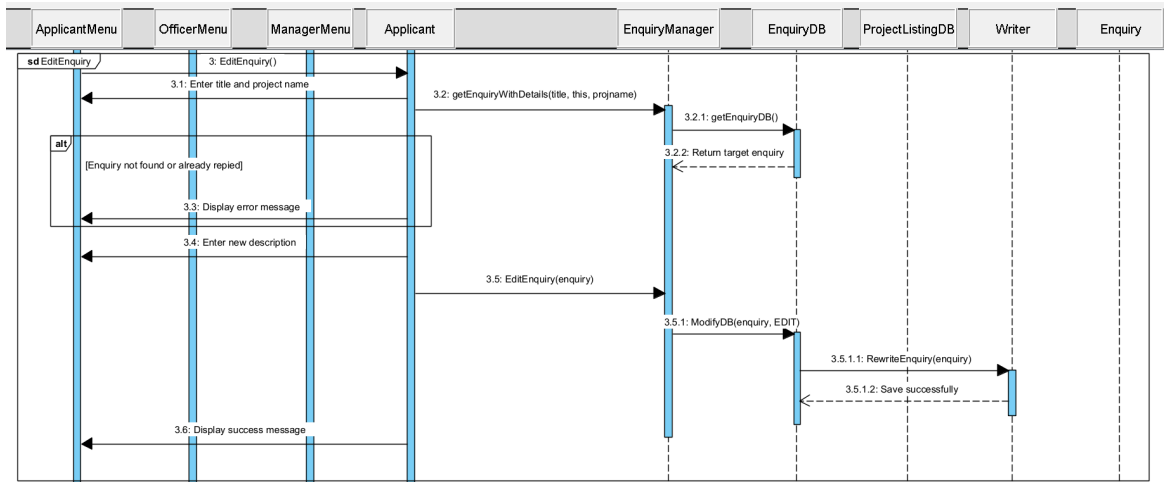 ApplicantMenu
OfficerMenu
ManagerMenu
Applicant
EnquiryManager
EnquiryDB
ProjectListingDB
Writer
Enquiry
sd EditEnquiry
3: EditEnquiry()
3.1: Enter title and project name
3.2: getEnquiryWithDetails(title, this, projname)
3.2.1: getEnquiryDB()
alt
3.2.2: Return target enquiry
[Enquiry not found or already repied]
3.3: Display error message
3.4: Enter new description
3.5: EditEnquiry(enquiry)
3.5.1: ModifyDB(enquiry, EDIT)
3.5.1.1: RewriteEnquiry(enquiry)
3.5.1.2: Save successfully
3.6: Display success message